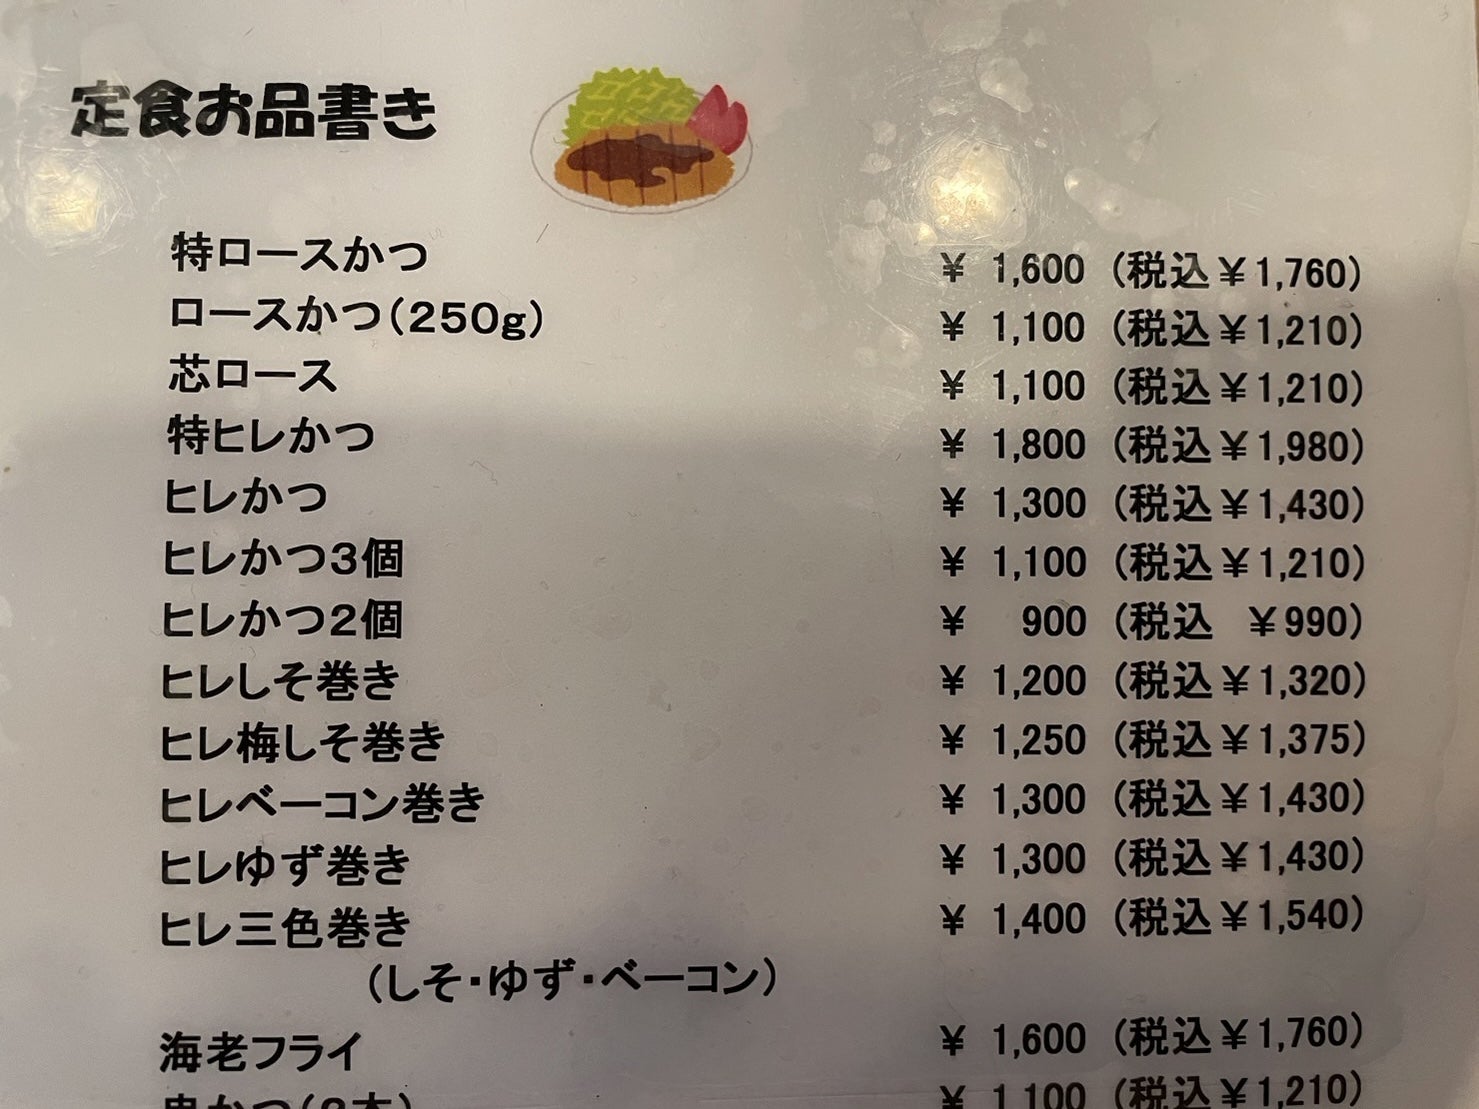 定食お品書き
特ロースかつ ¥ 1,600 (税込¥1,760)
ロースかつ(250g) ¥ 1,100 (税込¥1,210)
芯ロース ¥ 1,100 (税込¥1,210)
特ヒレかつ ¥ 1,800 (税込¥1,980)
ヒレかつ ¥ 1,300 (税込¥1,430)
ヒレかつ3個 ¥ 1,100 (税込¥1,210)
ヒレかつ2個 ¥ 900 (税込 ¥990)
ヒレしそ巻き ¥ 1,200 (税込¥1,320)
ヒレ梅しそ巻き ¥ 1,250 (税込¥1,375)
ヒレベーコン巻き ¥ 1,300 (税込¥1,430)
ヒレゆず巻き ¥ 1,300 (税込¥1,430)
ヒレ三色巻き ¥ 1,400 (税込¥1,540)
(しそ・ゆず・ベーコン)
海老フライ ¥ 1,600 (税込¥1,760)
串かつ(2本) ¥ 1,100 (税込¥1,210)